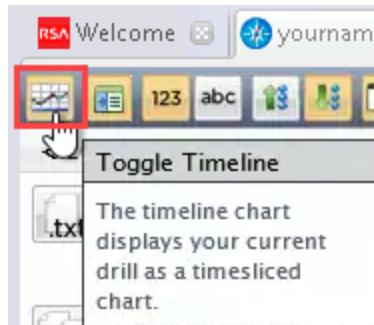 RSA Welcome yournam
123 abc
Toggle Timeline
.txt
The timeline chart
displays your current
drill as a timesliced
chart.